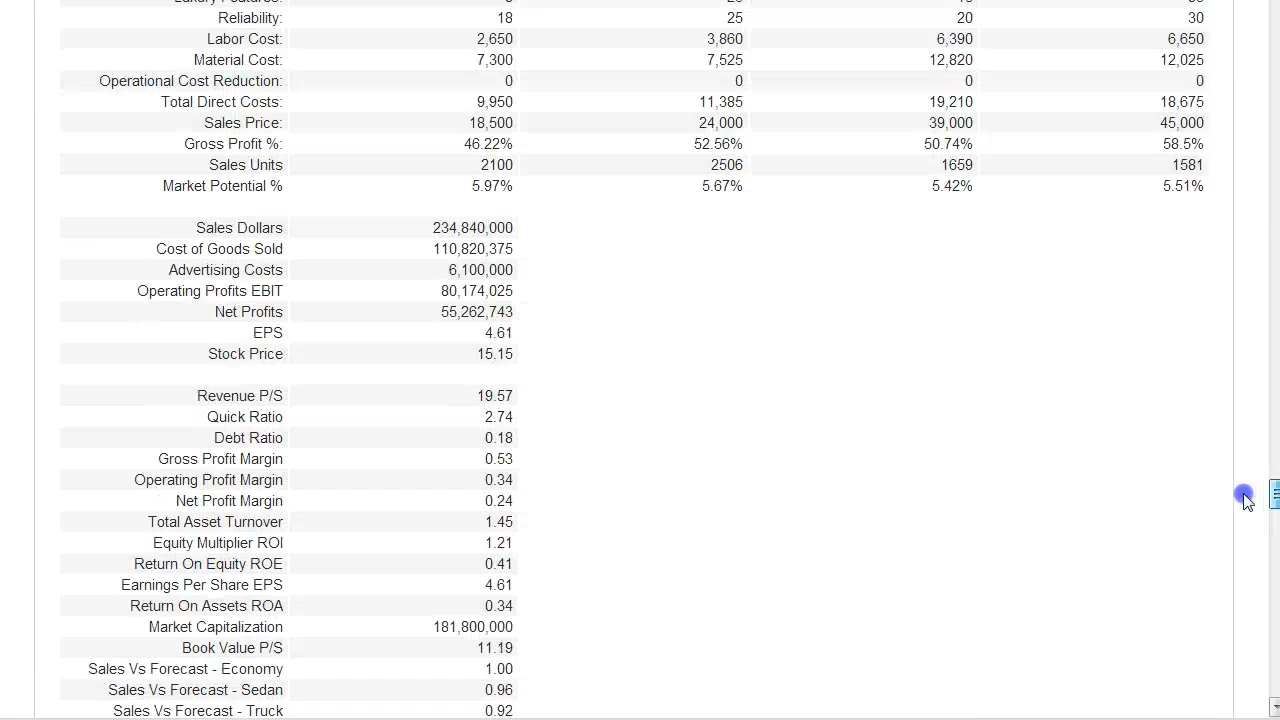 Reliability: 18 25 20 30
Labor Cost: 2,650 3,860 6,390 6,650
Material Cost: 7,300 7,525 12,820 12,025
Operational Cost Reduction: 0 0 0 0
Total Direct Costs: 9,950 11,385 19,210 18,675
Sales Price: 18,500 24,000 39,000 45,000
Gross Profit %: 46.22% 52.56% 50.74% 58.5%
Sales Units 2100 2506 1659 1581
Market Potential % 5.97% 5.67% 5.42% 5.51%
Sales Dollars 234,840,000
Cost of Goods Sold 110,820,375
Advertising Costs 6,100,000
Operating Profits EBIT 80,174,025
Net Profits 55,262,743
EPS 4.61
Stock Price 15.15
Revenue P/S 19.57
Quick Ratio 2.74
Debt Ratio 0.18
Gross Profit Margin 0.53
Operating Profit Margin 0.34
Net Profit Margin 0.24
Total Asset Turnover 1.45
Equity Multiplier ROI 1.21
Return On Equity ROE 0.41
Earnings Per Share EPS 4.61
Return On Assets ROA 0.34
Market Capitalization 181,800,000
Book Value P/S 11.19
Sales Vs Forecast - Economy 1.00
Sales Vs Forecast - Sedan 0.96
Sales Vs Forecast - Truck 0.92